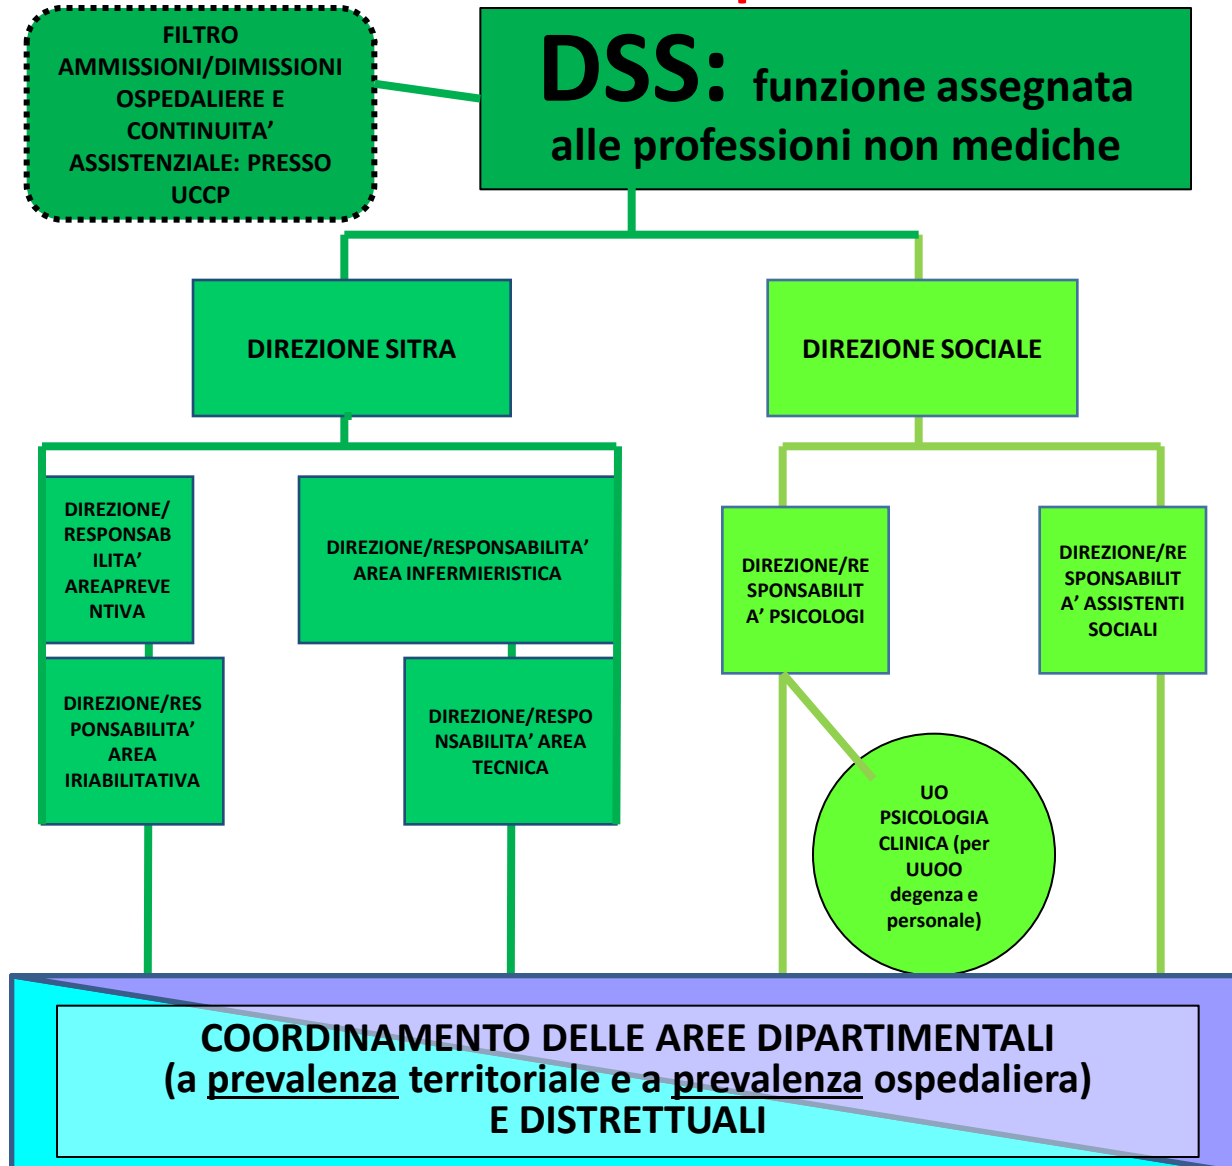 FILTRO
AMMISSIONI/DIMISSIONI
OSPEDALIERE E
CONTINUITA’
ASSISTENZIALE: PRESSO
UCCP
DSS: funzione assegnata
alle professioni non mediche
DIREZIONE SITRA
DIREZIONE SOCIALE
DIREZIONE/
RESPONSAB
ILITA’
AREAPREVE
NTIVA
DIREZIONE/RESPONSABILITA’
AREA INFERMIERISTICA
DIREZIONE/RE
SPONSABILIT
A’ PSICOLOGI
DIREZIONE/RE
SPONSABILIT
A’ ASSISTENTI
SOCIALI
DIREZIONE/RES
PONSABILITA’
AREA
IRIABILITATIVA
DIREZIONE/RESPO
NSABILITA’ AREA
TECNICA
UO
PSICOLOGIA
CLINICA (per
UUOO
degenza e
personale)
COORDINAMENTO DELLE AREE DIPARTIMENTALI
(a prevalenza territoriale e a prevalenza ospedaliera)
E DISTRETTUALI